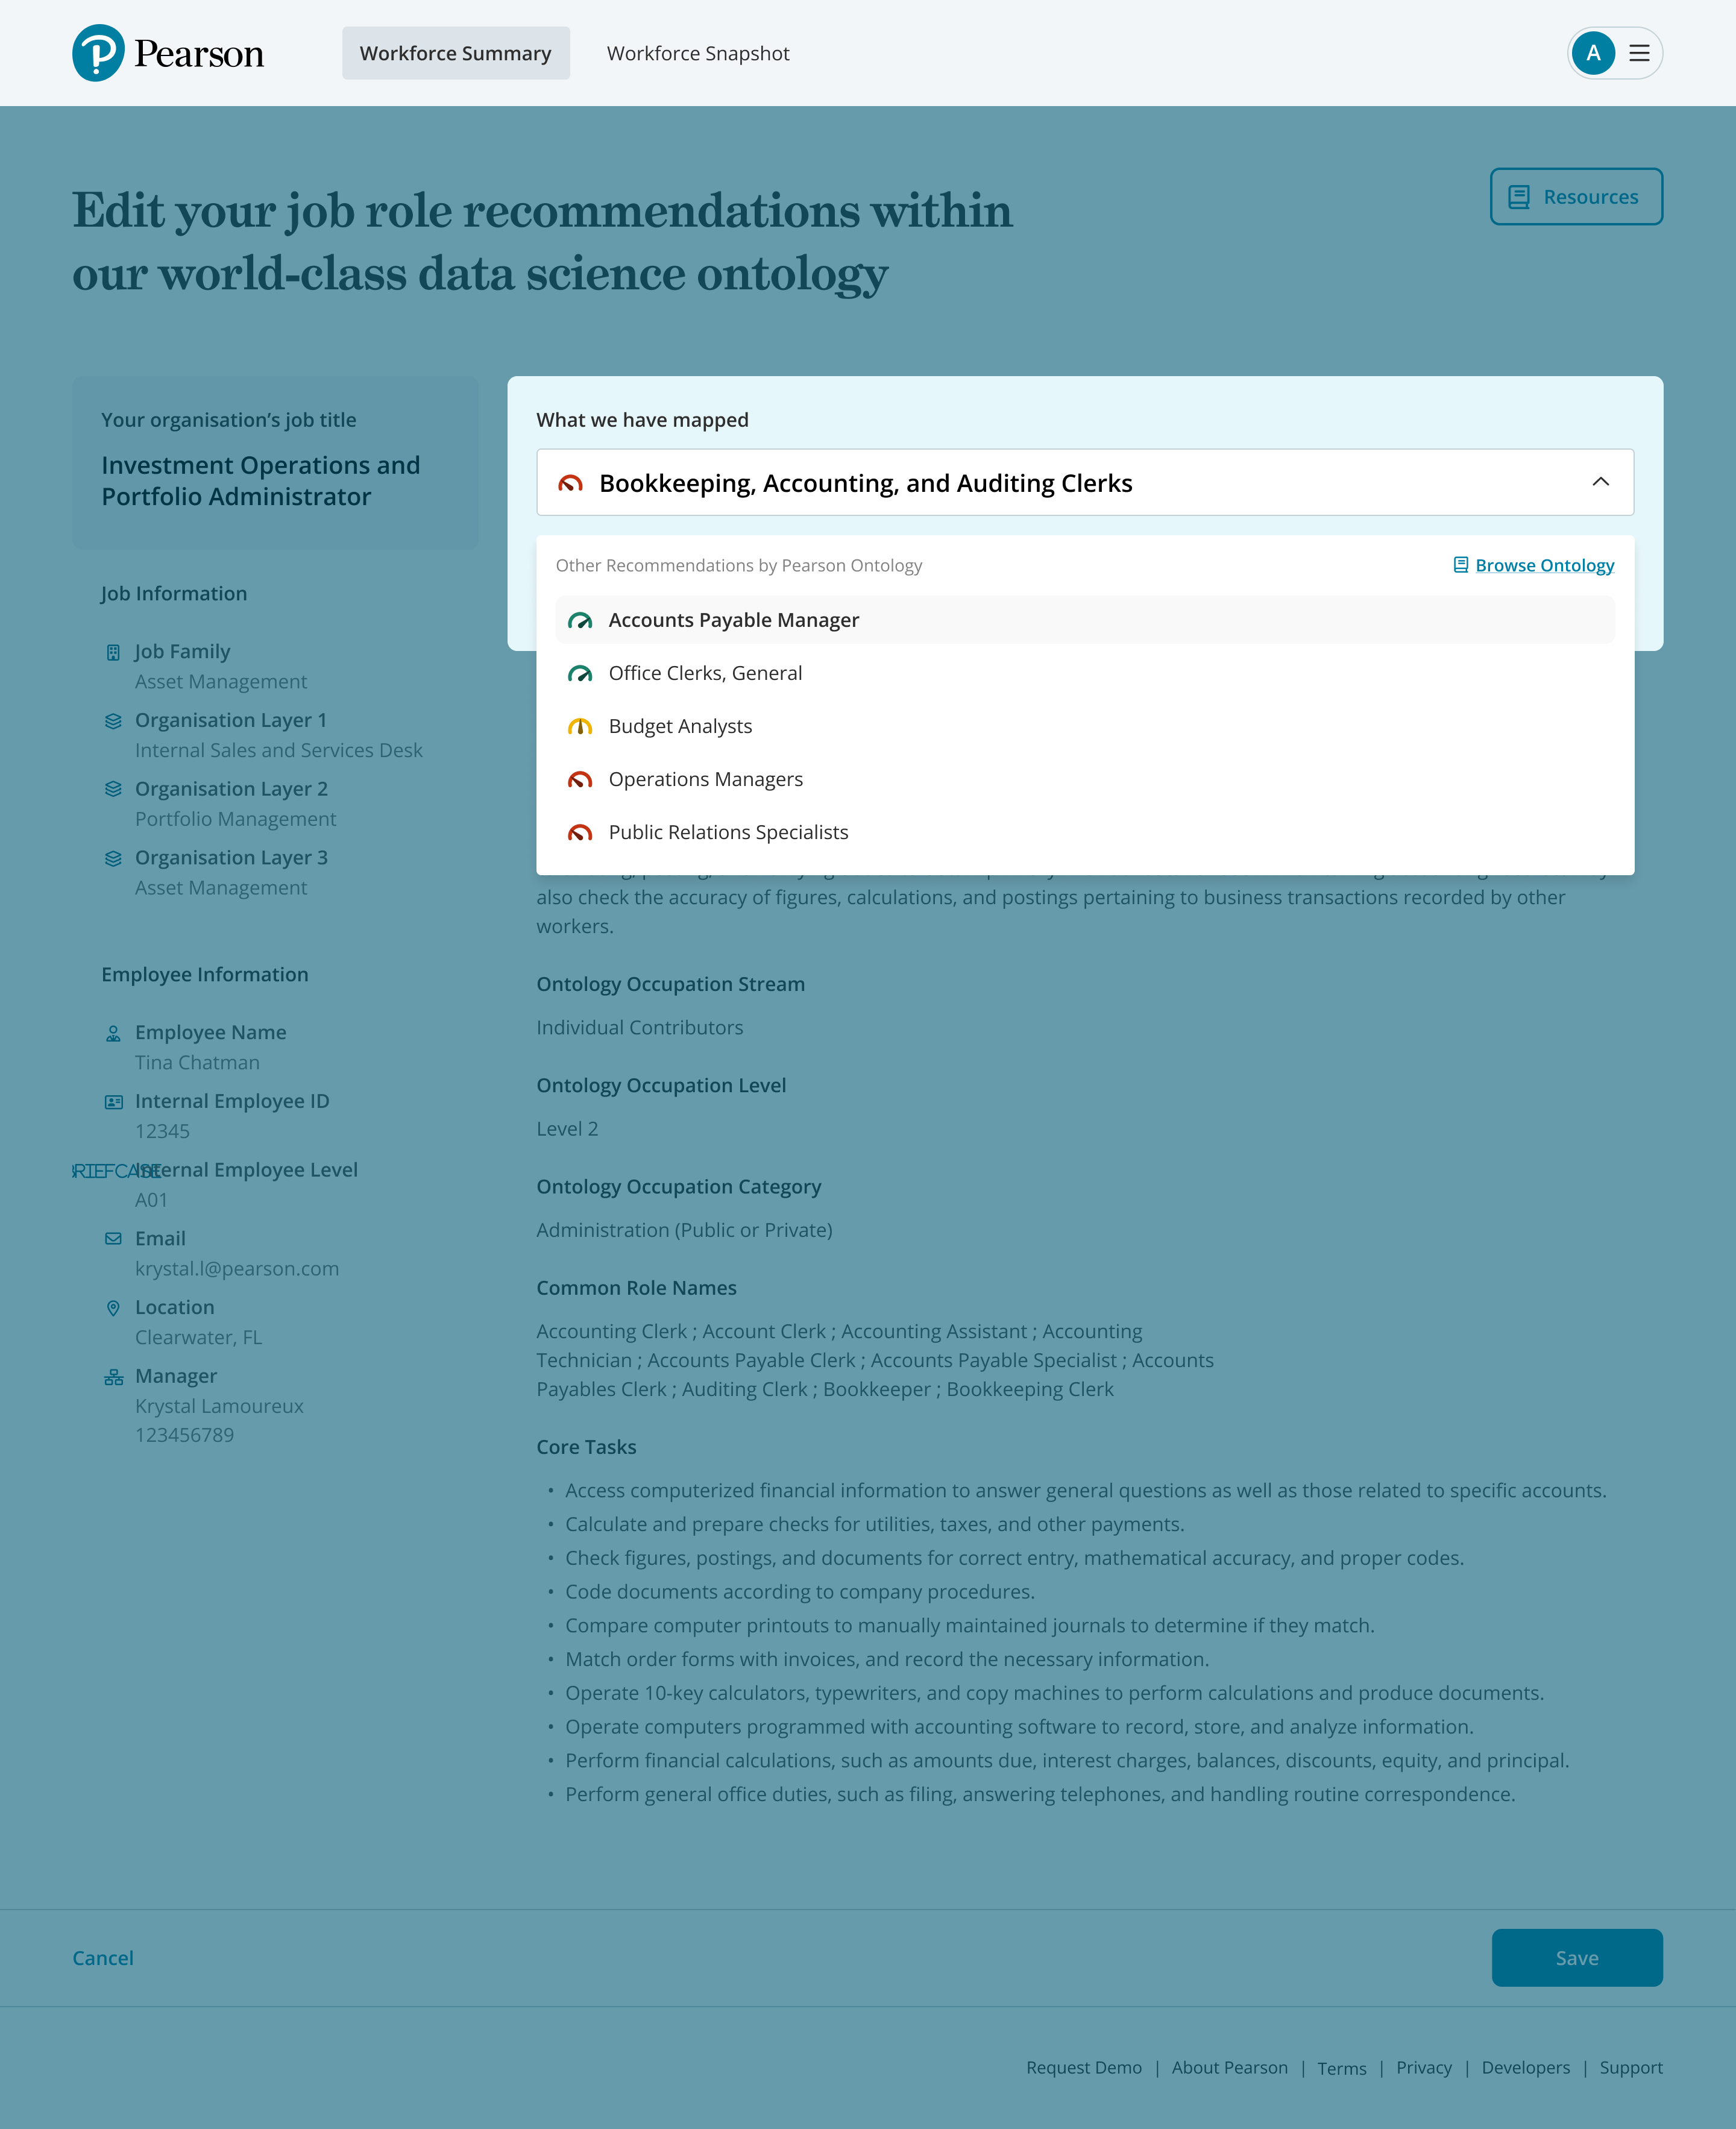 Pearson
Workforce Summary
Workforce Snapshot
A
Edit your job role recommendations within
our world-class data science ontology
Resources
Your organisation’s job title
Investment Operations and
Portfolio Administrator
Job Information
Job Family
Asset Management
Organisation Layer 1
Internal Sales and Services Desk
Organisation Layer 2
Portfolio Management
Organisation Layer 3
Asset Management
Employee Information
Employee Name
Tina Chatman
Internal Employee ID
12345
Internal Employee Level
A01
Email
krystal.l@pearson.com
Location
Clearwater, FL
Manager
Krystal Lamoureux
123456789
What we have mapped
Bookkeeping, Accounting, and Auditing Clerks
Other Recommendations by Pearson Ontology
Browse Ontology
Accounts Payable Manager
Office Clerks, General
Budget Analysts
Operations Managers
Public Relations Specialists
also check the accuracy of figures, calculations, and postings pertaining to business transactions recorded by other
workers.
Ontology Occupation Stream
Individual Contributors
Ontology Occupation Level
Level 2
Ontology Occupation Category
Administration (Public or Private)
Common Role Names
Accounting Clerk ; Account Clerk ; Accounting Assistant ; Accounting
Technician ; Accounts Payable Clerk ; Accounts Payable Specialist ; Accounts
Payables Clerk ; Auditing Clerk ; Bookkeeper ; Bookkeeping Clerk
Core Tasks
• Access computerized financial information to answer general questions as well as those related to specific accounts.
• Calculate and prepare checks for utilities, taxes, and other payments.
• Check figures, postings, and documents for correct entry, mathematical accuracy, and proper codes.
• Code documents according to company procedures.
• Compare computer printouts to manually maintained journals to determine if they match.
• Match order forms with invoices, and record the necessary information.
• Operate 10-key calculators, typewriters, and copy machines to perform calculations and produce documents.
• Operate computers programmed with accounting software to record, store, and analyze information.
• Perform financial calculations, such as amounts due, interest charges, balances, discounts, equity, and principal.
• Perform general office duties, such as filing, answering telephones, and handling routine correspondence.
Cancel
Save
Request Demo | About Pearson | Terms | Privacy | Developers | Support